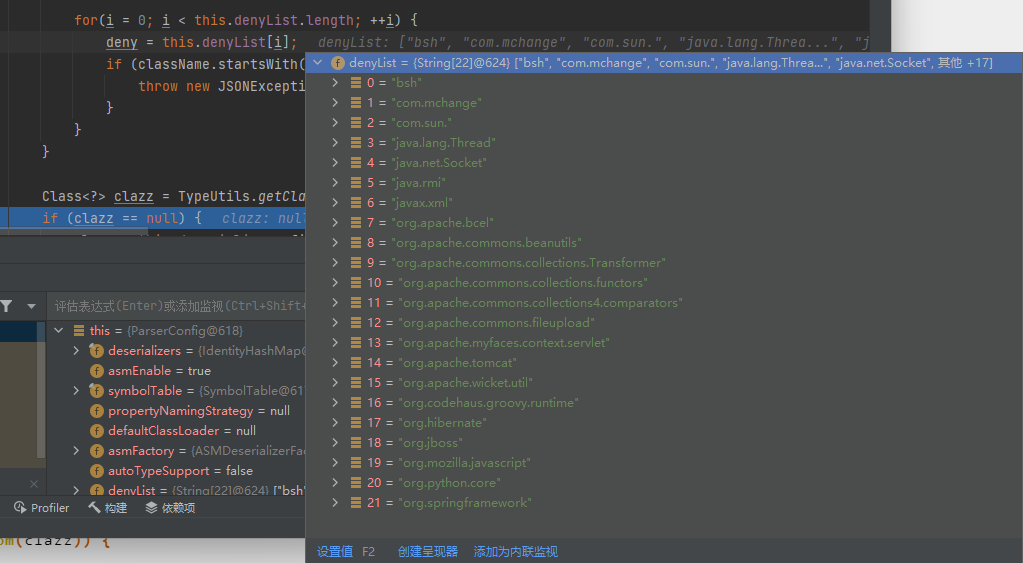 for(i = 0; i < this.denyList.length; ++i) {
deny = this.denyList[i];   denyList: ["bsh", "com.mchange", "com.sun.", "java.lang.Threa...", "j
if (className.startsWith(
throw new JSONExcepti
}
}
}
Class<?> clazz = TypeUtils.getCla
if (clazz == null) {   clazz: null
denyList = {String[22]@624} ["bsh", "com.mchange", "com.sun.", "java.lang.Threa...", "java.net.Socket", 其他 +17]
0 = "bsh"
1 = "com.mchange"
2 = "com.sun."
3 = "java.lang.Thread"
4 = "java.net.Socket"
5 = "java.rmi"
6 = "javax.xml"
7 = "org.apache.bcel"
8 = "org.apache.commons.beanutils"
9 = "org.apache.commons.collections.Transformer"
10 = "org.apache.commons.collections.functors"
11 = "org.apache.commons.collections4.comparators"
12 = "org.apache.commons.fileupload"
13 = "org.apache.myfaces.context.servlet"
14 = "org.apache.tomcat"
15 = "org.apache.wicket.util"
16 = "org.codehaus.groovy.runtime"
17 = "org.hibernate"
18 = "org.jboss"
19 = "org.mozilla.javascript"
20 = "org.python.core"
21 = "org.springframework"
设置值 F2 创建呈现器 添加为内联监视
评估表达式(Enter)或添加监视(Ctrl+Shift+
this = {ParserConfig@618}
deserializers = {IdentityHashMap@
asmEnable = true
symbolTable = {SymbolTable@61
propertyNamingStrategy = null
defaultClassLoader = null
asmFactory = {ASMDeserializerFac
autoTypeSupport = false
denyList = {String[22]@624} ["bsh"
Profiler 构建 依赖项
om(clazz)) {